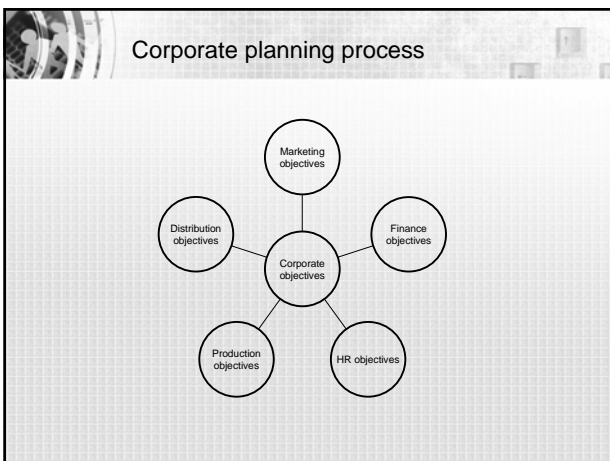 Corporate planning process
Marketing
objectives
Distribution
objectives
Finance
objectives
Corporate
objectives
Production
objectives
HR objectives